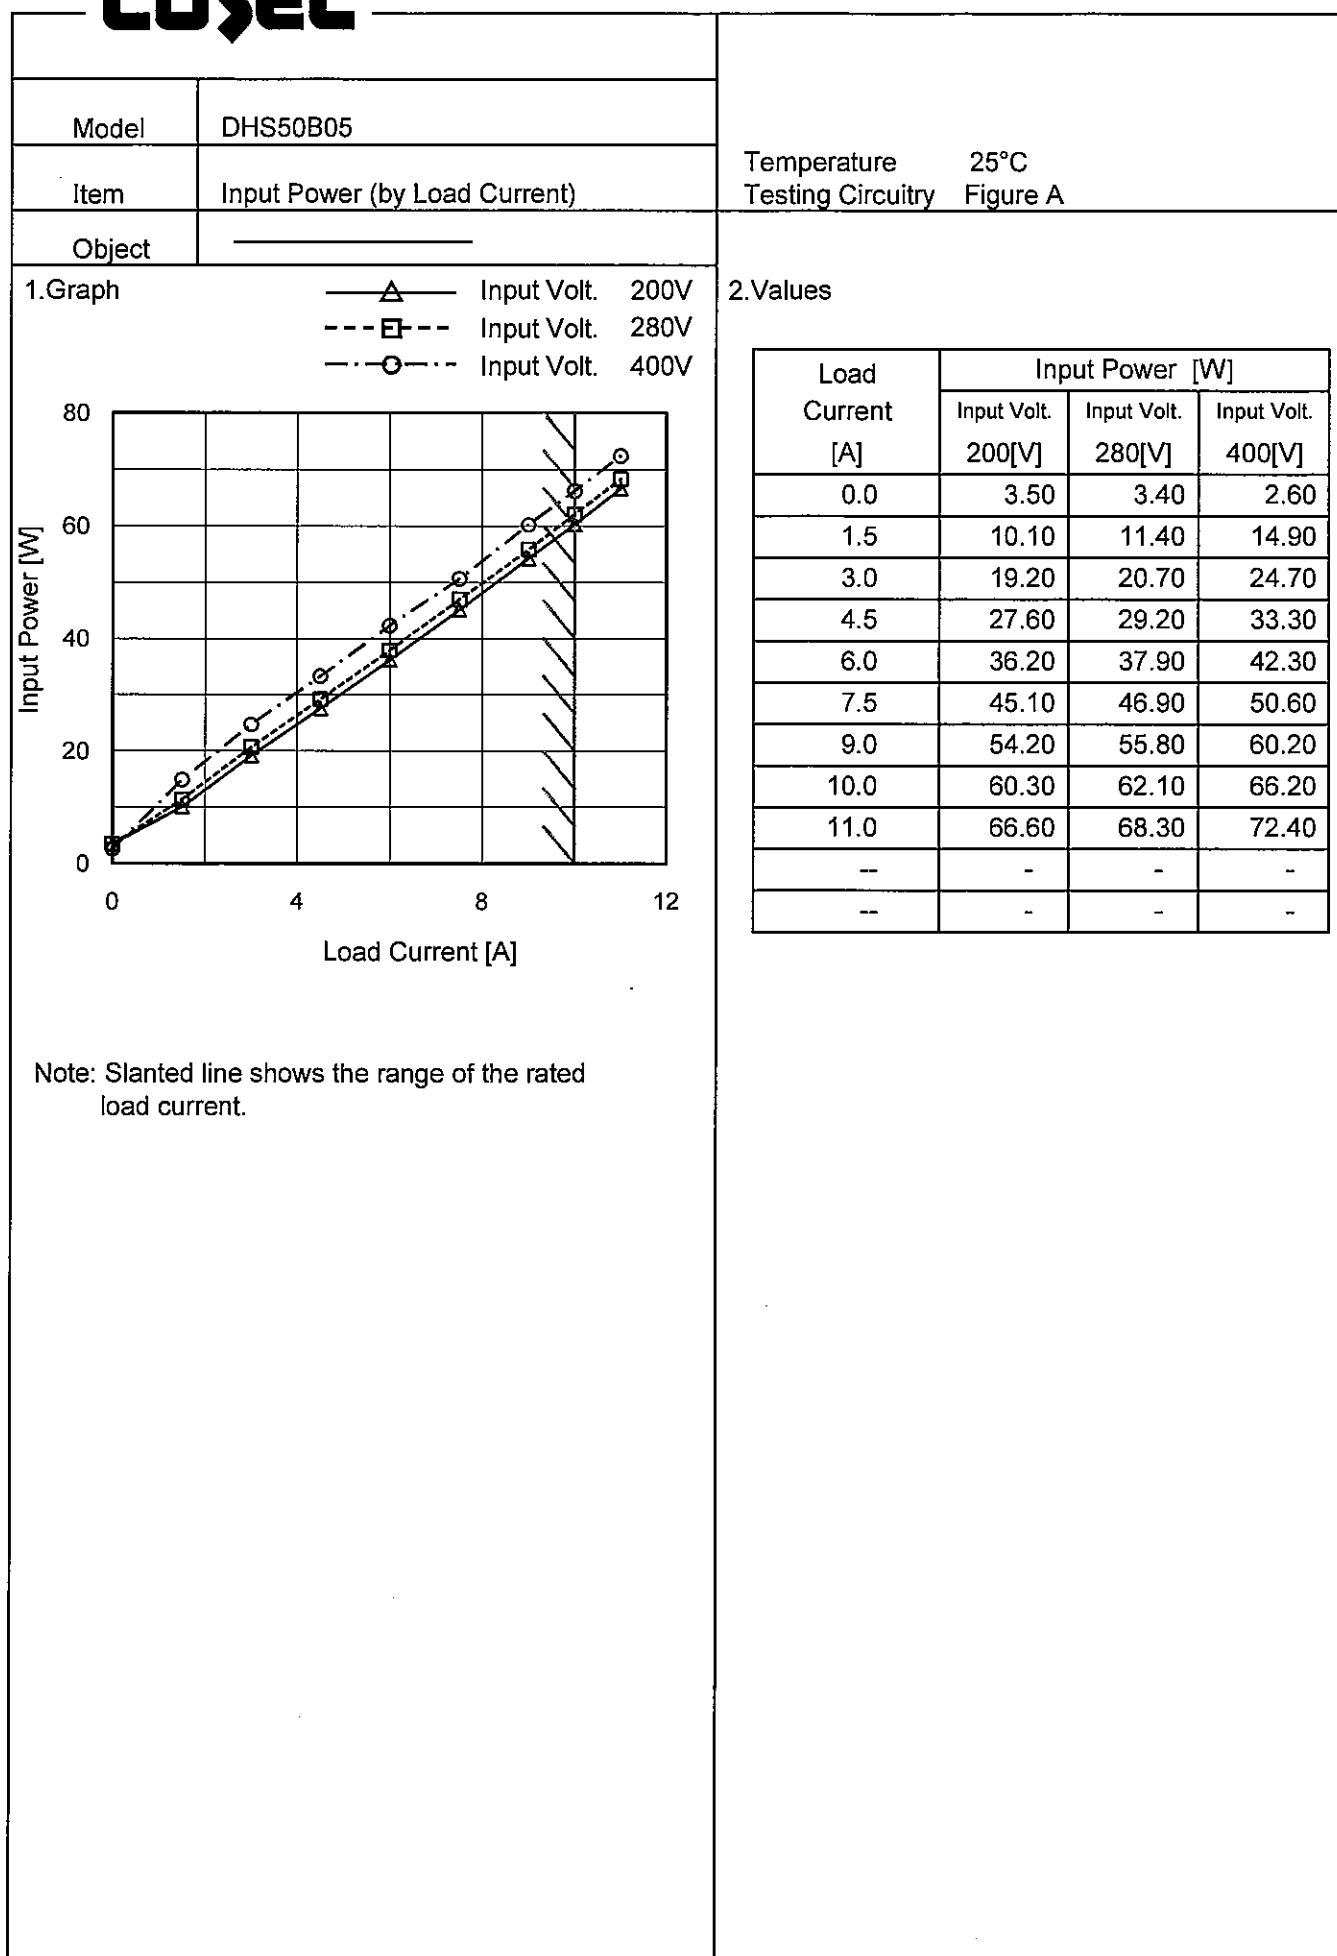 COSEL
Model DHS50B05
Item Input Power (by Load Current)
Object
Temperature 25°C
Testing Circuitry Figure A
1.Graph
Input Volt. 200V
Input Volt. 280V
Input Volt. 400V
80
60
40
20
0
0 4 8 12
Input Power [W]
Load Current [A]
Note: Slanted line shows the range of the rated
load current.
2.Values
Load Input Power [W]
Current Input Volt. Input Volt. Input Volt.
[A] 200[V] 280[V] 400[V]
0.0 3.50 3.40 2.60
1.5 10.10 11.40 14.90
3.0 19.20 20.70 24.70
4.5 27.60 29.20 33.30
6.0 36.20 37.90 42.30
7.5 45.10 46.90 50.60
9.0 54.20 55.80 60.20
10.0 60.30 62.10 66.20
11.0 66.60 68.30 72.40
-- - - -
-- - - -